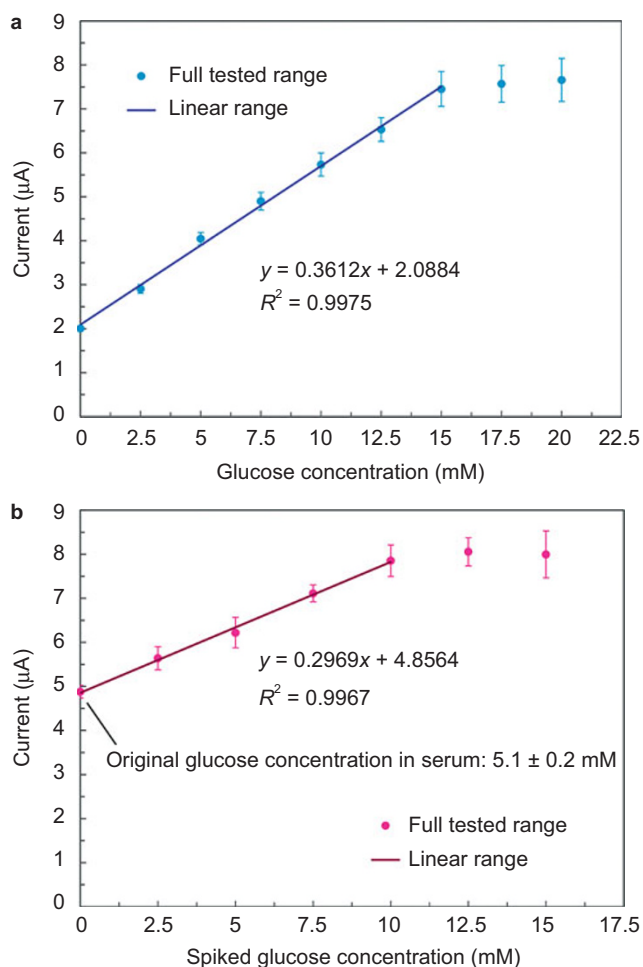 a
9
8
7
6
5
4
3
2
1
0
Current (μA)
Full tested range
Linear range
y = 0.3612x + 2.0884
R² = 0.9975
0 2.5 5 7.5 10 12.5 15 17.5 20 22.5
Glucose concentration (mM)
b
9
8
7
6
5
4
3
2
1
0
Current (μA)
y = 0.2969x + 4.8564
R² = 0.9967
Original glucose concentration in serum: 5.1 ± 0.2 mM
Full tested range
Linear range
0 2.5 5 7.5 10 12.5 15 17.5
Spiked glucose concentration (mM)